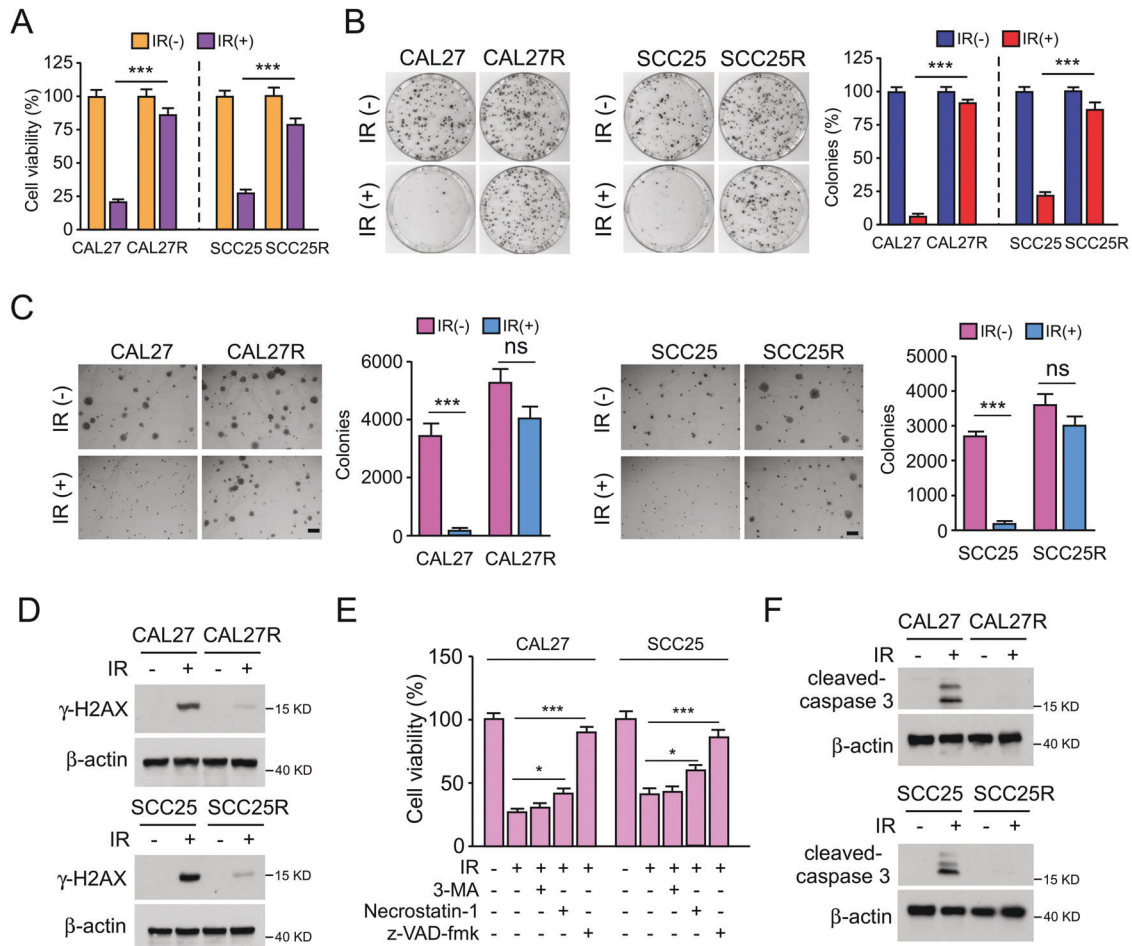 A
IR(-) IR(+)
Cell viability (%)
125
100
75
50
25
0
***
***
CAL27 CAL27R SCC25 SCC25R
B
CAL27 CAL27R SCC25 SCC25R
IR (-)
IR (+)
IR (-)
IR (+)
IR(-) IR(+)
Colonies (%)
125
100
75
50
25
0
***
***
CAL27 CAL27R SCC25 SCC25R
C
CAL27 CAL27R
IR (-)
IR (+)
IR(-) IR(+)
Colonies
6000
4000
2000
0
***
ns
CAL27 CAL27R
SCC25 SCC25R
IR (-)
IR (+)
IR(-) IR(+)
Colonies
5000
4000
3000
2000
1000
0
***
ns
SCC25 SCC25R
D
CAL27 CAL27R
IR - + - +
γ-H2AX
15 KD
β-actin
40 KD
SCC25 SCC25R
IR - + - +
γ-H2AX
15 KD
β-actin
40 KD
E
CAL27 SCC25
Cell viability (%)
150
100
50
0
***
*
***
*
IR - + + + + - + + + +
3-MA - - + - - - - + - -
Necrostatin-1 - - - + - - - - + -
z-VAD-fmk - - - - + - - - - +
F
CAL27 CAL27R
IR - + - +
cleaved-
caspase 3
15 KD
β-actin
40 KD
SCC25 SCC25R
IR - + - +
cleaved-
caspase 3
15 KD
β-actin
40 KD